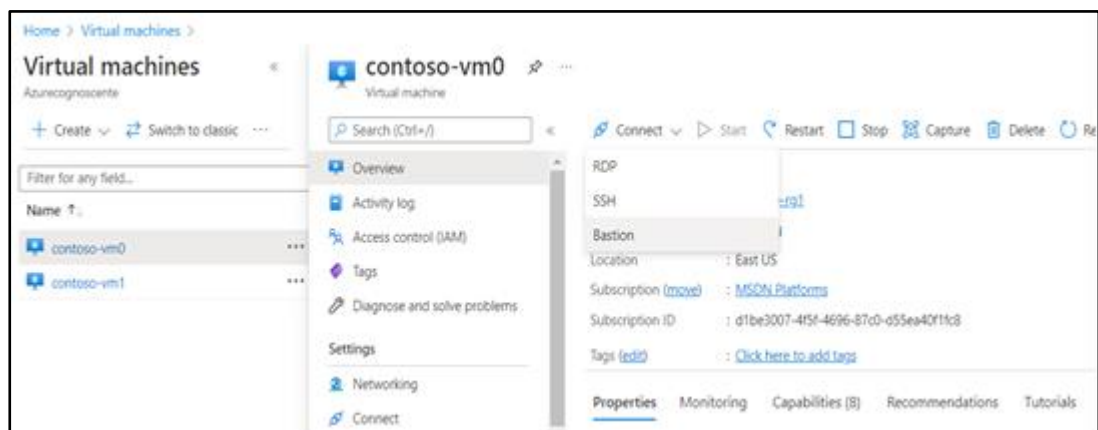 Home > Virtual machines >
Virtual machines «
Azurecognoscente
+ Create Switch to classic ...
Filter for any field...
Name ↑
contoso-vm0 ...
contoso-vm1 ...
contoso-vm0 ...
Virtual machine
Search (Ctrl+/) «
Overview
Activity log
Access control (IAM)
Tags
Diagnose and solve problems
Settings
Networking
Connect
Connect Start Restart Stop Capture Delete Re
RDP
SSH
Bastion
-rg1
Location : East US
Subscription (move) : MSDN Platforms
Subscription ID : d1be3007-4f5f-4696-87c0-d55ea40f1fc8
Tags (edit) : Click here to add tags
Properties Monitoring Capabilities (8) Recommendations Tutorials